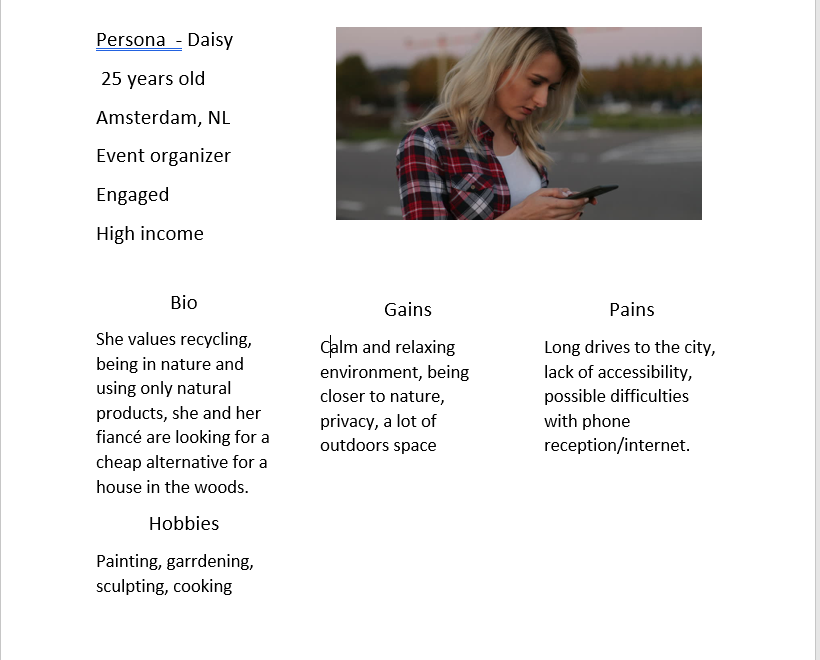 Persona  - Daisy
25 years old
Amsterdam, NL
Event organizer
Engaged
High income
Bio
She values recycling,
being in nature and
using only natural
products, she and her
fiancé are looking for a
cheap alternative for a
house in the woods.
Hobbies
Painting, garrdening,
sculpting, cooking
Gains
Calm and relaxing
environment, being
closer to nature,
privacy, a lot of
outdoors space
Pains
Long drives to the city,
lack of accessibility,
possible difficulties
with phone
reception/internet.